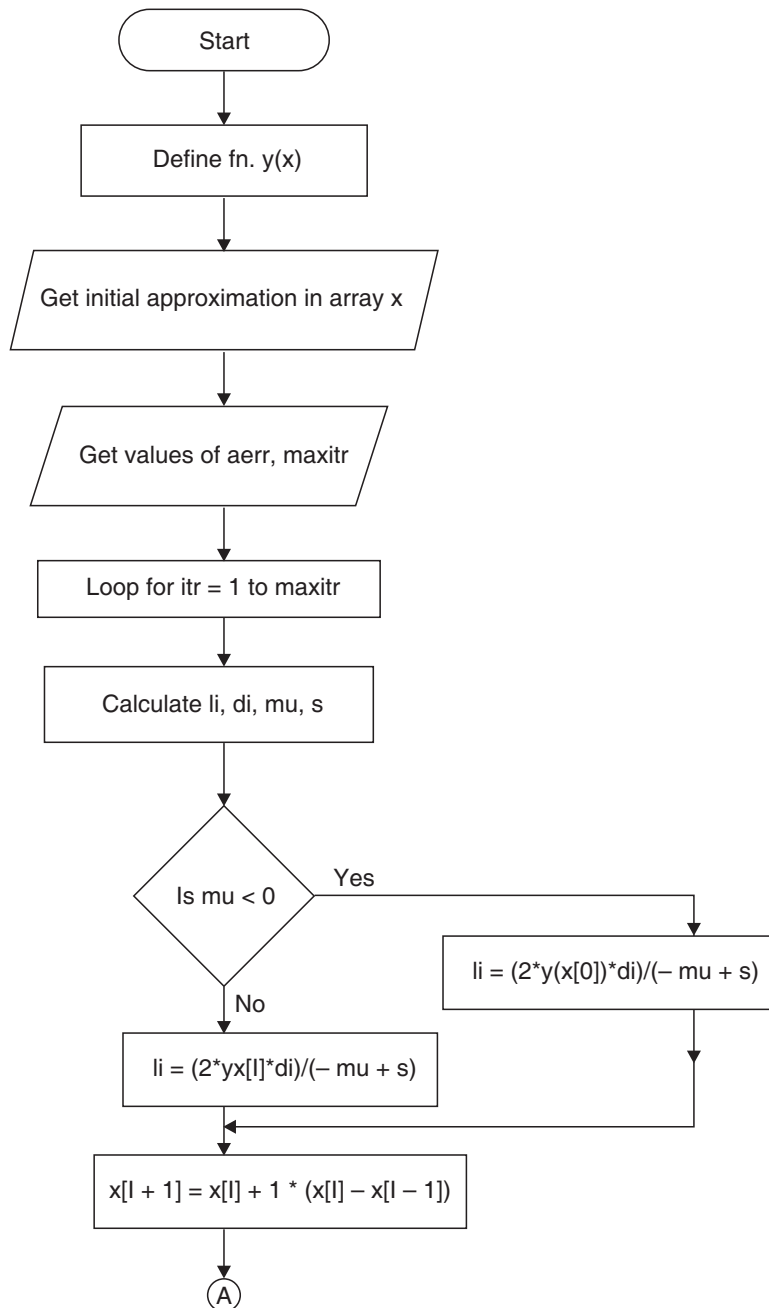 Start
Define fn. y(x)
Get initial approximation in array x
Get values of aerr, maxitr
Loop for itr = 1 to maxitr
Calculate li, di, mu, s
Is mu < 0
Yes
li = (2*y(x[0])*di)/(– mu + s)
No
li = (2*yx[I]*di)/(– mu + s)
x[I + 1] = x[I] + 1 * (x[I] – x[I – 1])
A